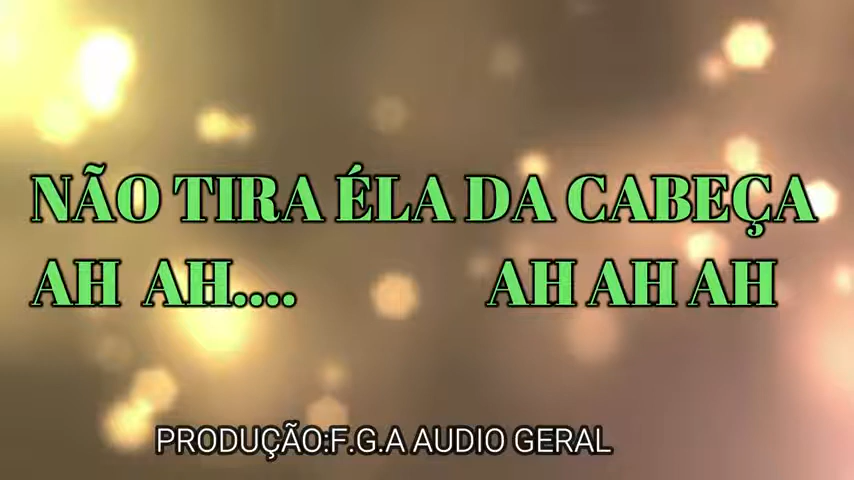 NÃO TIRA ÉLA DA CABEÇA
AH AH.... AH AH AH
PRODUÇÃO:F.G.A AUDIO GERAL